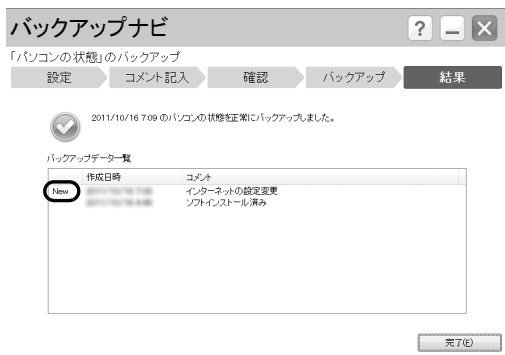 バックアップナビ
?
「パソコンの状態」のバックアップ
設定 コメント記入 確認 バックアップ 結果
2011/10/16 7:09 のパソコンの状態を正常にバックアップしました。
バックアップデータ一覧
作成日時 コメント
New インターネットの設定変更
ソフトインストール済み
完了(F)